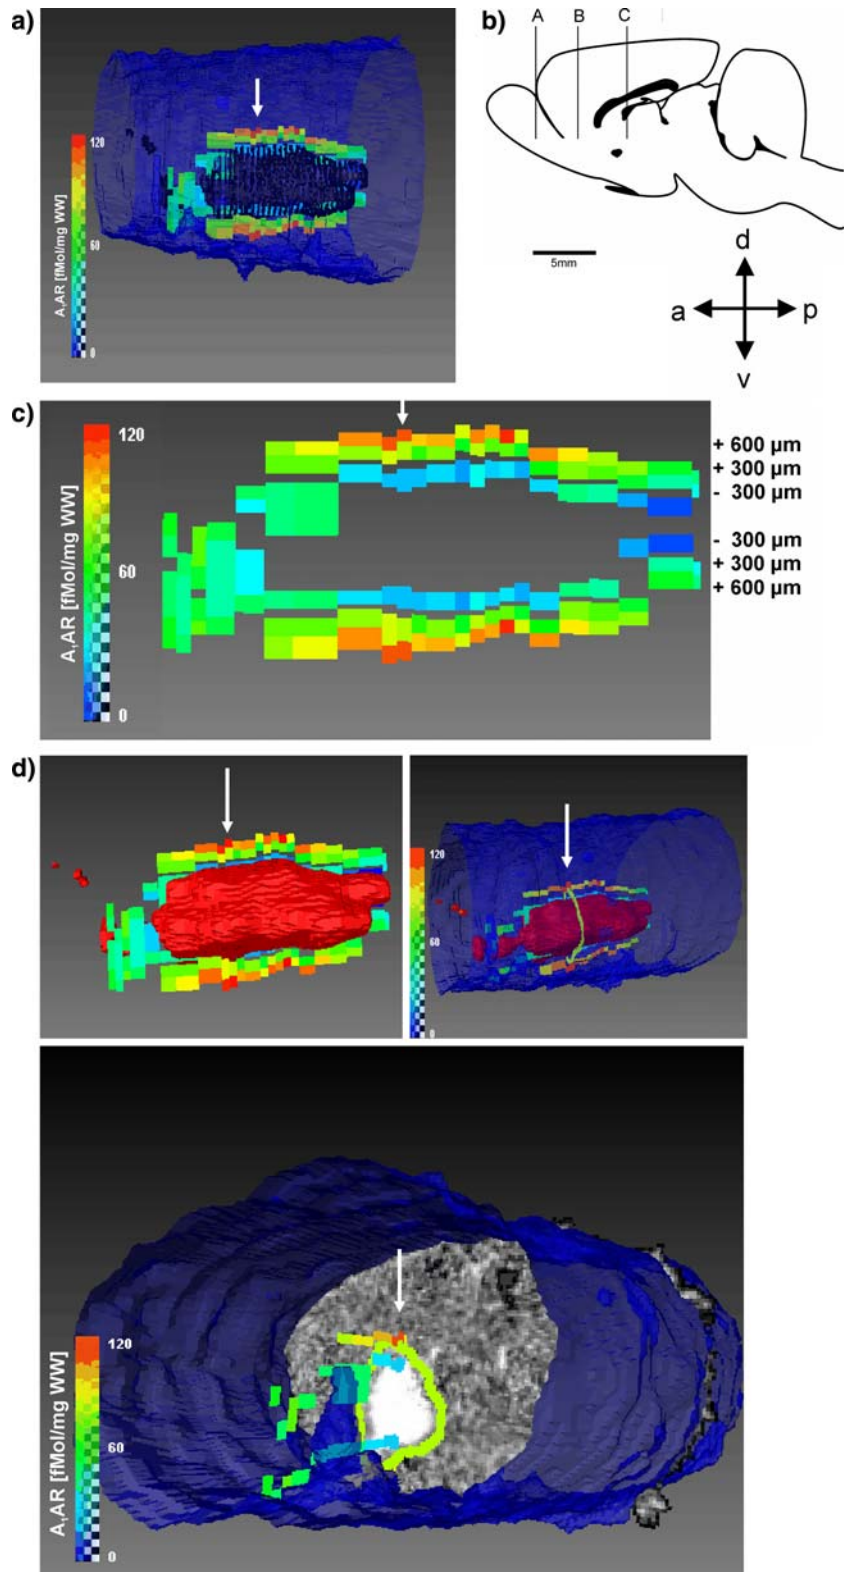 a)
A₁AR [fMol/mg WW]
120
60
0
b)
A
B
C
5mm
d
a
p
v
c)
A₁AR [fMol/mg WW]
120
60
0
+ 600 µm
+ 300 µm
- 300 µm
- 300 µm
+ 300 µm
+ 600 µm
d)
120
60
0
A₁AR [fMol/mg WW]
120
60
0